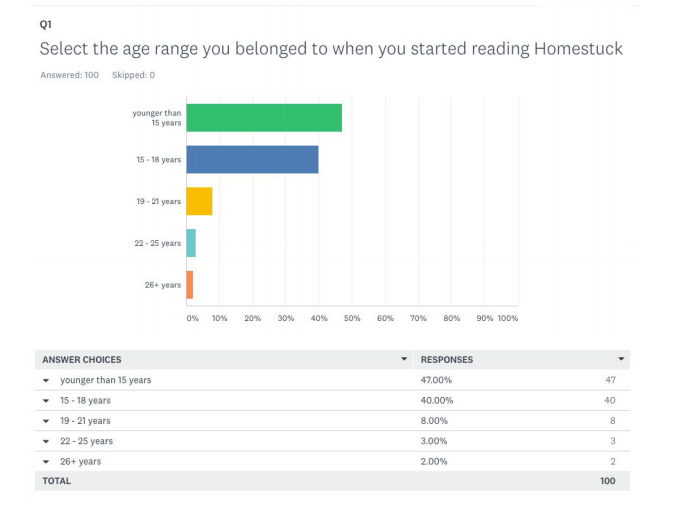 Q1
Select the age range you belonged to when you started reading Homestuck
Answered: 100 Skipped: 0
younger than
15 years
15 - 18 years
19 - 21 years
22 - 25 years
26+ years
0% 10% 20% 30% 40% 50% 60% 70% 80% 90% 100%
ANSWER CHOICES RESPONSES
younger than 15 years 47.00% 47
15 - 18 years 40.00% 40
19 - 21 years 8.00% 8
22 - 25 years 3.00% 3
26+ years 2.00% 2
TOTAL 100